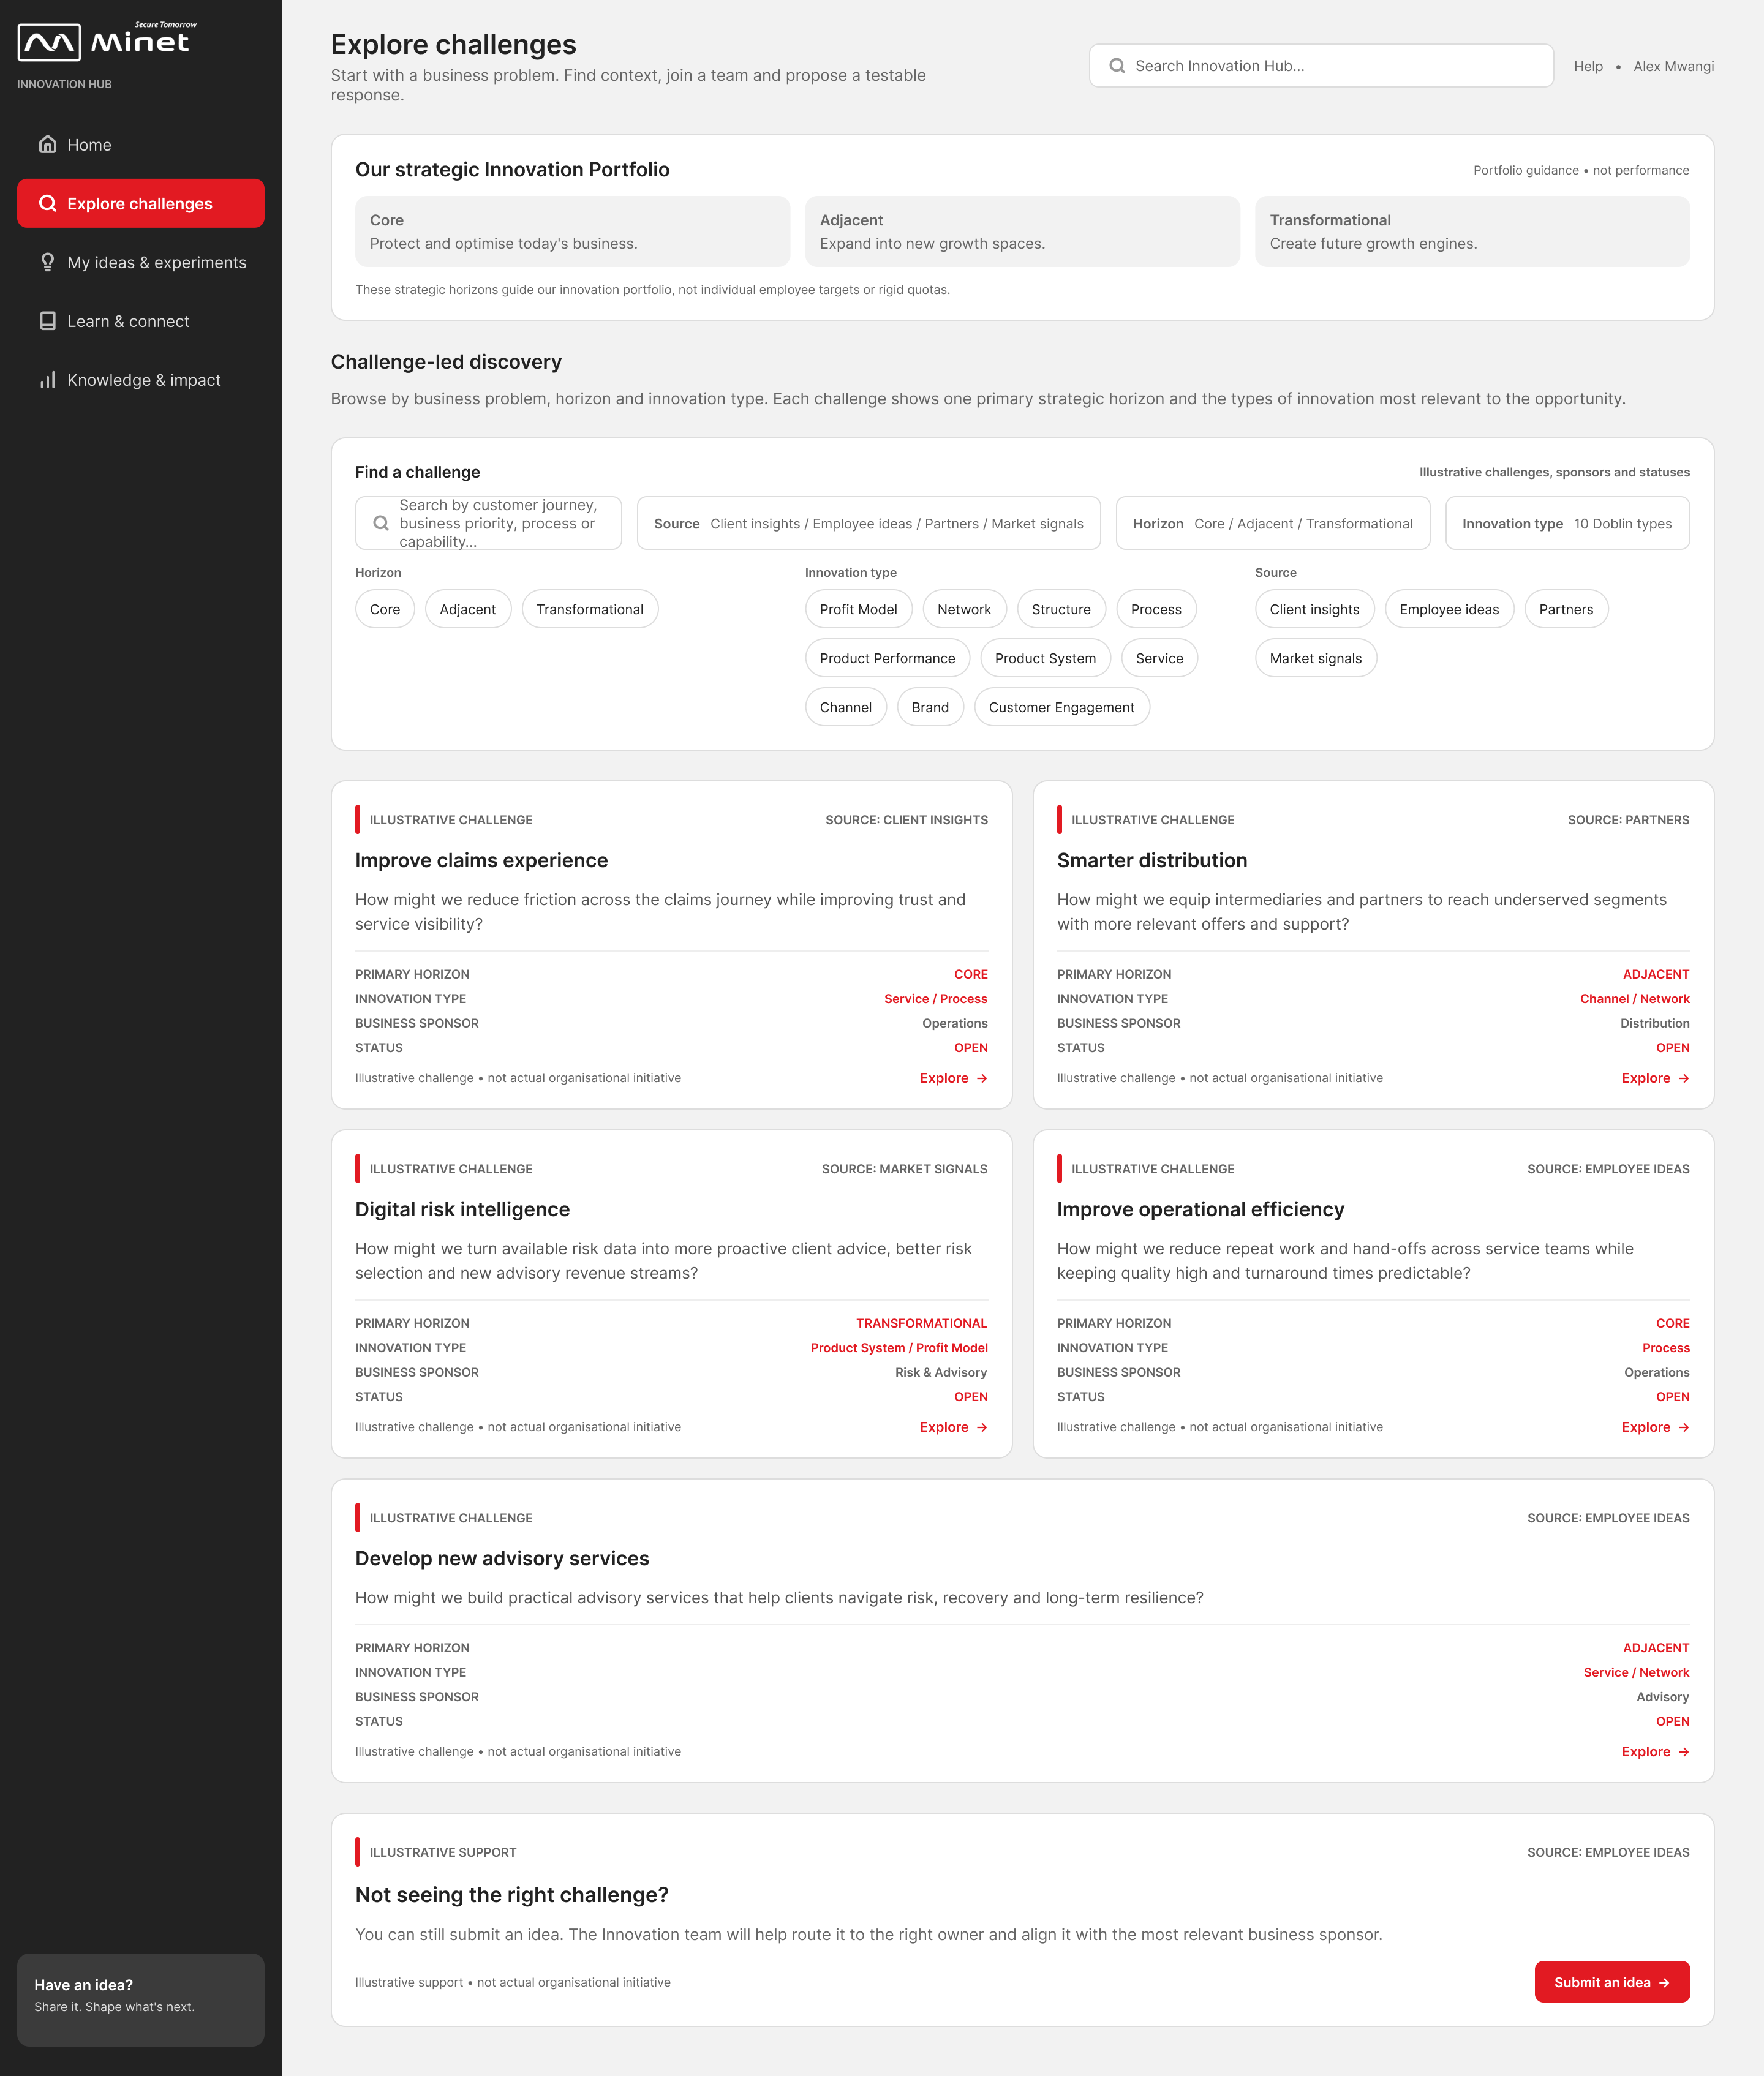 Secure Tomorrow
Minet
INNOVATION HUB
Home
Explore challenges
My ideas & experiments
Learn & connect
Knowledge & impact
Have an idea?
Share it. Shape what's next.
Explore challenges
Start with a business problem. Find context, join a team and propose a testable
response.
Search Innovation Hub...
Help • Alex Mwangi
Our strategic Innovation Portfolio
Portfolio guidance • not performance
Core
Protect and optimise today's business.
Adjacent
Expand into new growth spaces.
Transformational
Create future growth engines.
These strategic horizons guide our innovation portfolio, not individual employee targets or rigid quotas.
Challenge-led discovery
Browse by business problem, horizon and innovation type. Each challenge shows one primary strategic horizon and the types of innovation most relevant to the opportunity.
Find a challenge
Illustrative challenges, sponsors and statuses
Search by customer journey,
business priority, process or
capability...
Source Client insights / Employee ideas / Partners / Market signals
Horizon Core / Adjacent / Transformational
Innovation type 10 Doblin types
Horizon
Core Adjacent Transformational
Innovation type
Profit Model Network Structure Process
Product Performance Product System Service
Channel Brand Customer Engagement
Source
Client insights Employee ideas Partners
Market signals
ILLUSTRATIVE CHALLENGE
SOURCE: CLIENT INSIGHTS
Improve claims experience
How might we reduce friction across the claims journey while improving trust and
service visibility?
PRIMARY HORIZON CORE
INNOVATION TYPE Service / Process
BUSINESS SPONSOR Operations
STATUS OPEN
Illustrative challenge • not actual organisational initiative
Explore →
ILLUSTRATIVE CHALLENGE
SOURCE: PARTNERS
Smarter distribution
How might we equip intermediaries and partners to reach underserved segments
with more relevant offers and support?
PRIMARY HORIZON ADJACENT
INNOVATION TYPE Channel / Network
BUSINESS SPONSOR Distribution
STATUS OPEN
Illustrative challenge • not actual organisational initiative
Explore →
ILLUSTRATIVE CHALLENGE
SOURCE: MARKET SIGNALS
Digital risk intelligence
How might we turn available risk data into more proactive client advice, better risk
selection and new advisory revenue streams?
PRIMARY HORIZON TRANSFORMATIONAL
INNOVATION TYPE Product System / Profit Model
BUSINESS SPONSOR Risk & Advisory
STATUS OPEN
Illustrative challenge • not actual organisational initiative
Explore →
ILLUSTRATIVE CHALLENGE
SOURCE: EMPLOYEE IDEAS
Improve operational efficiency
How might we reduce repeat work and hand-offs across service teams while
keeping quality high and turnaround times predictable?
PRIMARY HORIZON CORE
INNOVATION TYPE Process
BUSINESS SPONSOR Operations
STATUS OPEN
Illustrative challenge • not actual organisational initiative
Explore →
ILLUSTRATIVE CHALLENGE
SOURCE: EMPLOYEE IDEAS
Develop new advisory services
How might we build practical advisory services that help clients navigate risk, recovery and long-term resilience?
PRIMARY HORIZON ADJACENT
INNOVATION TYPE Service / Network
BUSINESS SPONSOR Advisory
STATUS OPEN
Illustrative challenge • not actual organisational initiative
Explore →
ILLUSTRATIVE SUPPORT
SOURCE: EMPLOYEE IDEAS
Not seeing the right challenge?
You can still submit an idea. The Innovation team will help route it to the right owner and align it with the most relevant business sponsor.
Illustrative support • not actual organisational initiative
Submit an idea →